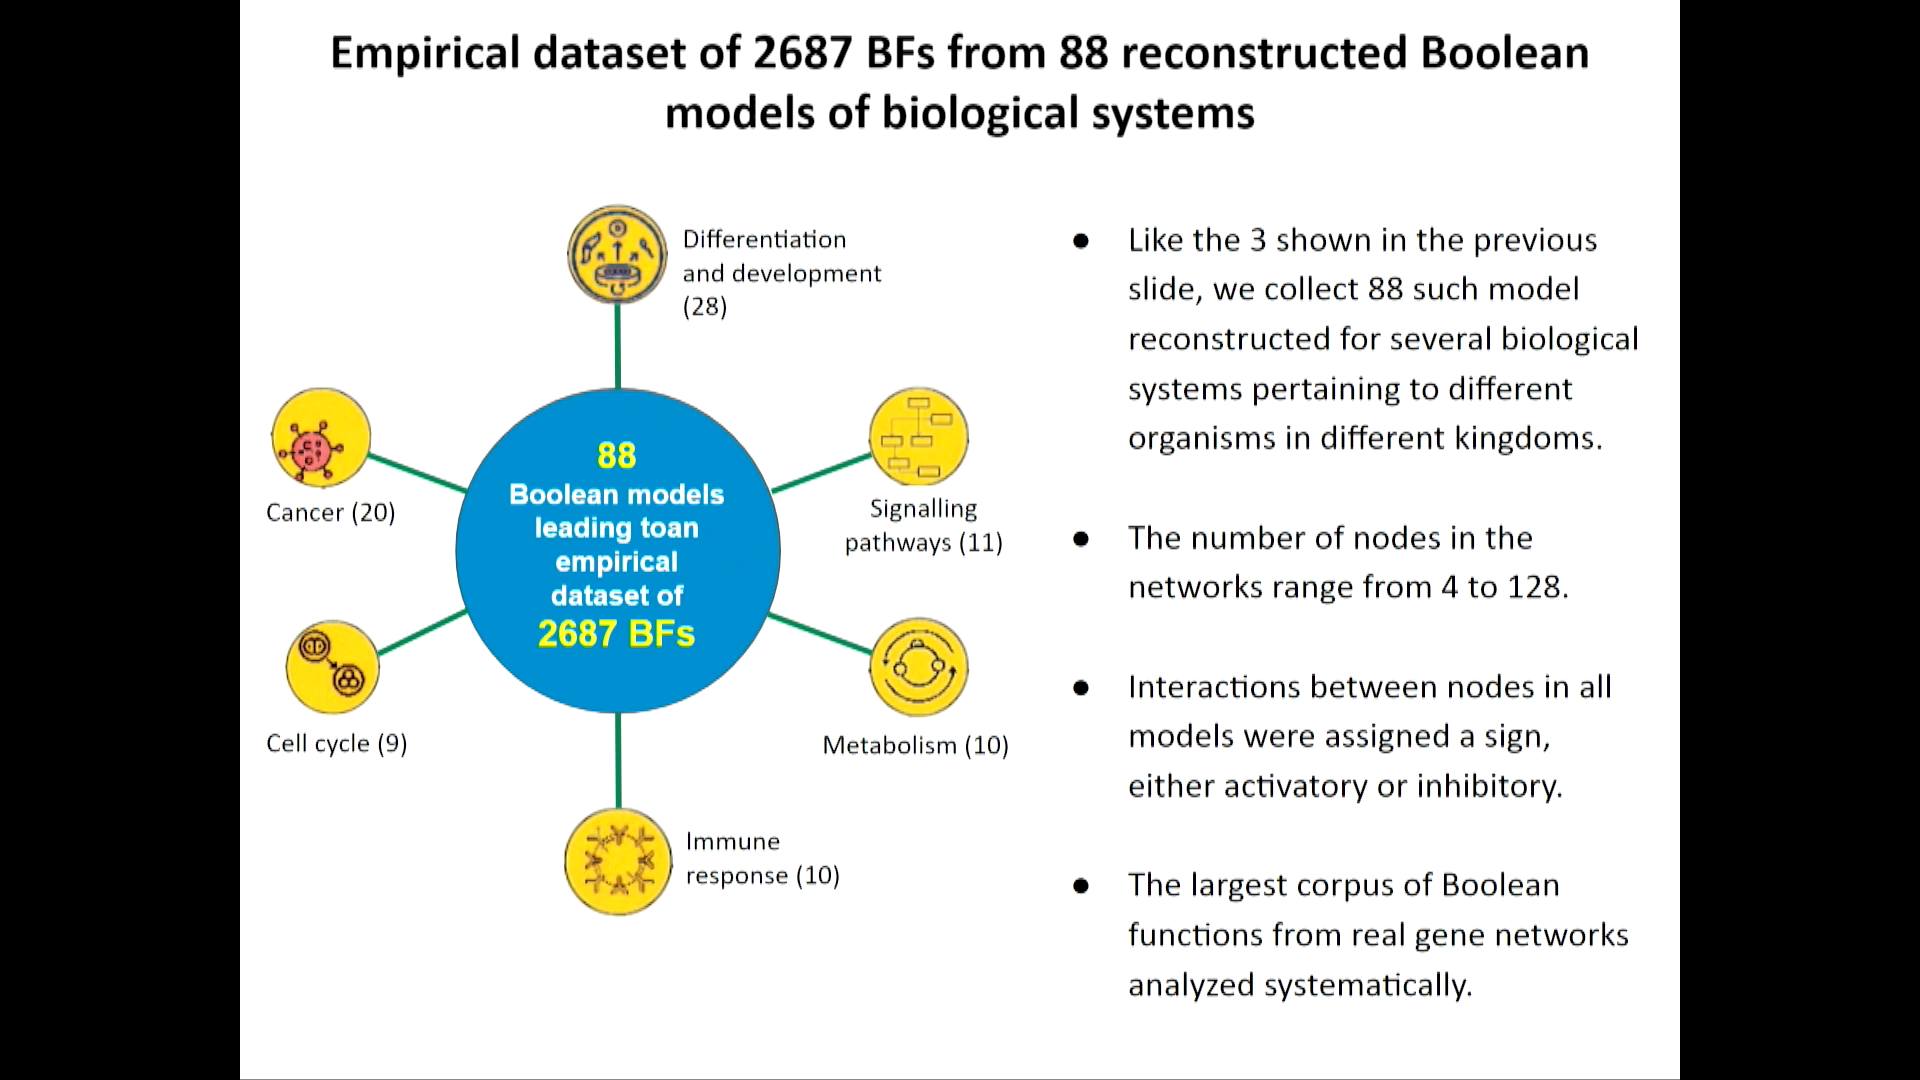 Empirical dataset of 2687 BFs from 88 reconstructed Boolean
models of biological systems
Differentiation
and development
(28)
Cancer (20)
Signalling
pathways (11)
88
Boolean models
leading toan
empirical
dataset of
2687 BFs
Cell cycle (9)
Metabolism (10)
Immune
response (10)
● Like the 3 shown in the previous
slide, we collect 88 such model
reconstructed for several biological
systems pertaining to different
organisms in different kingdoms.
● The number of nodes in the
networks range from 4 to 128.
● Interactions between nodes in all
models were assigned a sign,
either activatory or inhibitory.
● The largest corpus of Boolean
functions from real gene networks
analyzed systematically.